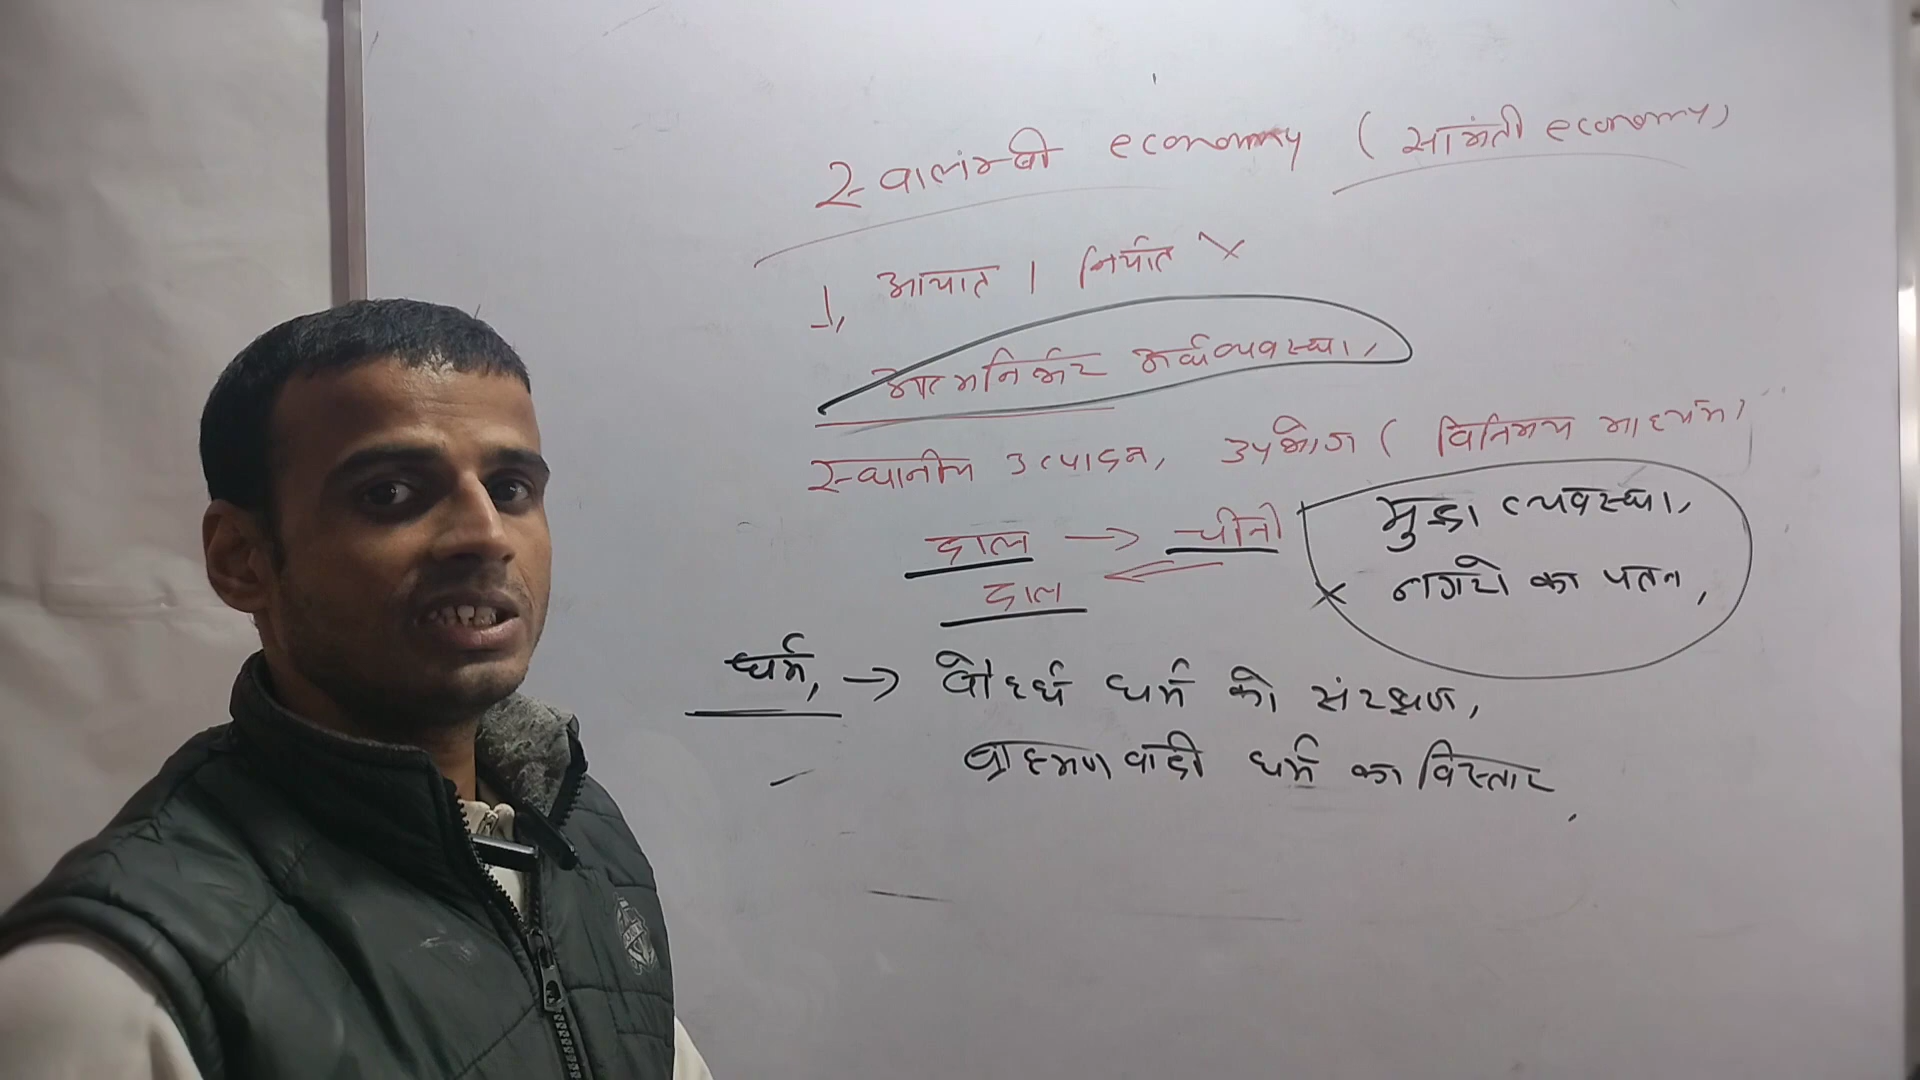 स्वालंम्बी economy ( सामंती economy)
1, आयात । निर्यात ×
आत्मनिर्भर अर्थव्यवस्था,
स्थानीय उत्पादन, उपभोग ( विनिमय माध्यम)
दाल → चीनी
दाल ←
मुद्रा व्यवस्था,
× नगरो का पतन,
धर्म, → बौद्ध धर्म को संरक्षण,
ब्राह्मणवादी धर्म का विस्तार